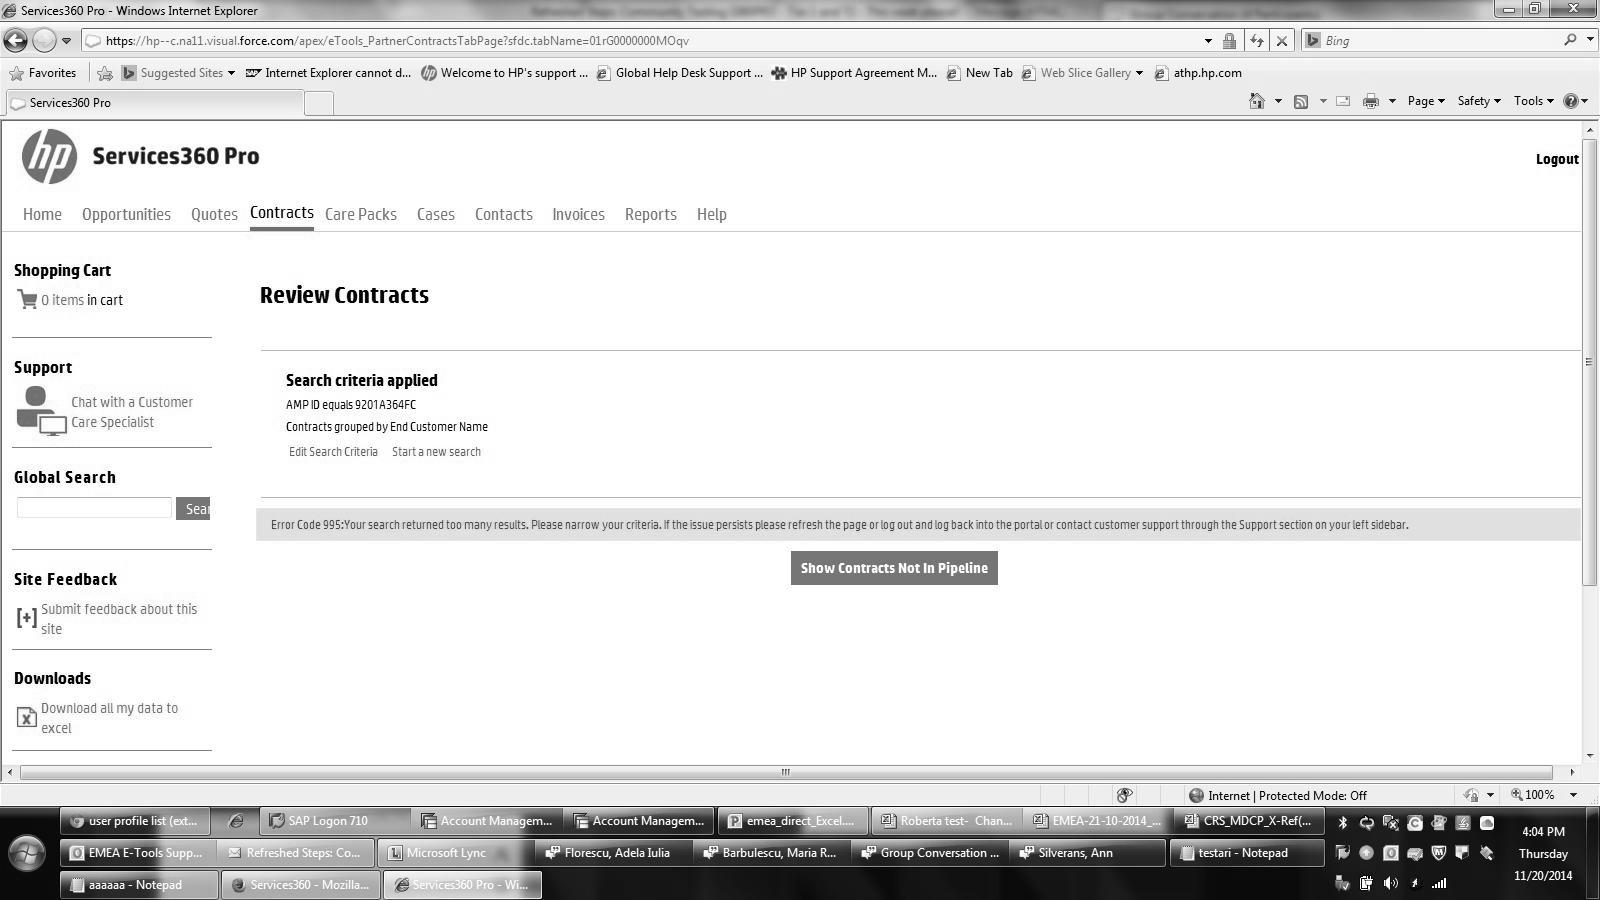 Services360 Pro - Windows Internet Explorer
https://hp--c.na11.visual.force.com/apex/eTools_PartnerContractsTabPage?sfdc.tabName=01rG0000000MOqv
Bing
Favorites
Suggested Sites
Internet Explorer cannot d...
Welcome to HP's support ...
Global Help Desk Support ...
HP Support Agreement M...
New Tab
Web Slice Gallery
athp.hp.com
Services360 Pro
Page
Safety
Tools
hp
Services360 Pro
Logout
Home
Opportunities
Quotes
Contracts
Care Packs
Cases
Contacts
Invoices
Reports
Help
Shopping Cart
0 items in cart
Support
Chat with a Customer
Care Specialist
Global Search
Sear
Site Feedback
[+] Submit feedback about this
site
Downloads
Download all my data to
excel
Review Contracts
Search criteria applied
AMP ID equals 9201A364FC
Contracts grouped by End Customer Name
Edit Search Criteria
Start a new search
Error Code 995:Your search returned too many results. Please narrow your criteria. If the issue persists please refresh the page or log out and log back into the portal or contact customer support through the Support section on your left sidebar.
Show Contracts Not In Pipeline
Internet | Protected Mode: Off
100%
user profile list (ext...
SAP Logon 710
Account Managem...
Account Managem...
emea_direct_Excel....
Roberta test- Chan...
EMEA-21-10-2014_...
CRS_MDCP_X-Ref(...
EMEA E-Tools Supp...
Refreshed Steps: Co...
Microsoft Lync
Florescu, Adela Iulia
Barbulescu, Maria R...
Group Conversation ...
Silverans, Ann
testari - Notepad
aaaaaa - Notepad
Services360 - Mozilla...
Services360 Pro - Wi...
4:04 PM
Thursday
11/20/2014